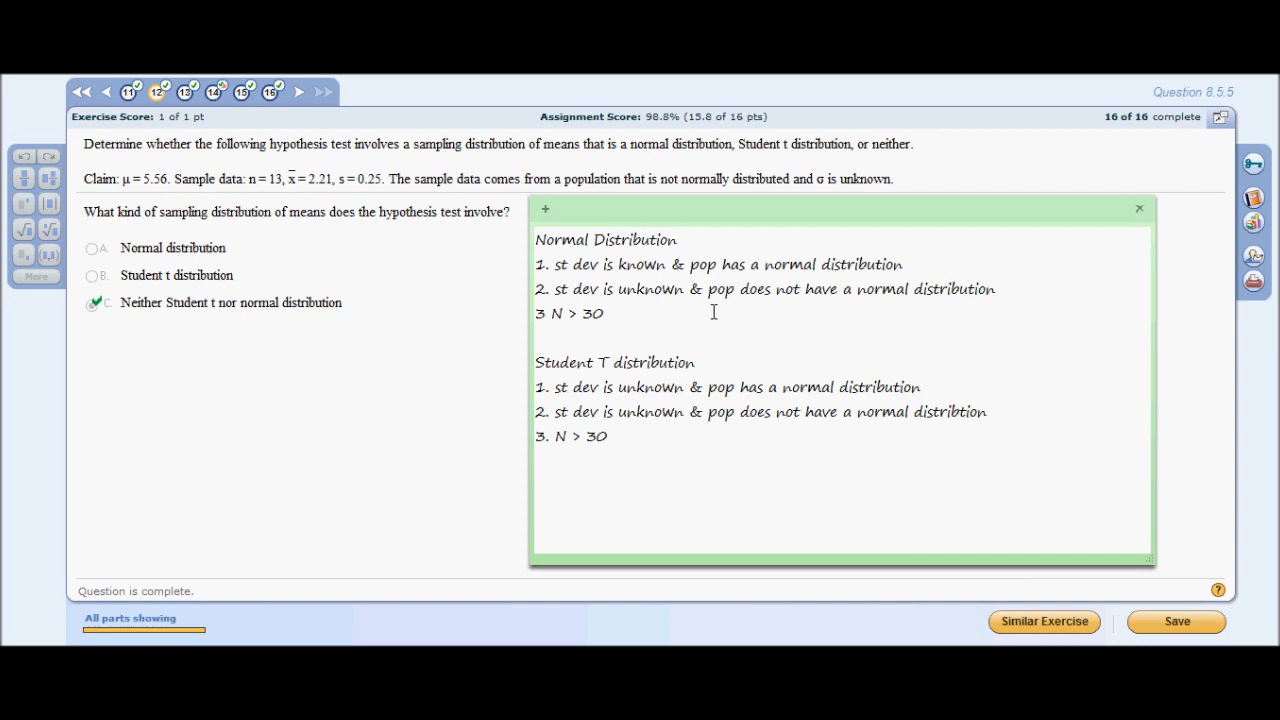 11 12 13 14 15 16
Question 8.5.5
Exercise Score: 1 of 1 pt
Assignment Score: 98.8% (15.8 of 16 pts)
16 of 16 complete
Determine whether the following hypothesis test involves a sampling distribution of means that is a normal distribution, Student t distribution, or neither.
Claim: μ = 5.56. Sample data: n = 13, x̄ = 2.21, s = 0.25. The sample data comes from a population that is not normally distributed and σ is unknown.
What kind of sampling distribution of means does the hypothesis test involve?
A. Normal distribution
B. Student t distribution
C. Neither Student t nor normal distribution
+
×
Normal Distribution
1. st dev is known & pop has a normal distribution
2. st dev is unknown & pop does not have a normal distribution
3 N > 30
Student T distribution
1. st dev is unknown & pop has a normal distribution
2. st dev is unknown & pop does not have a normal distribtion
3. N > 30
More
Question is complete.
?
All parts showing
Similar Exercise
Save